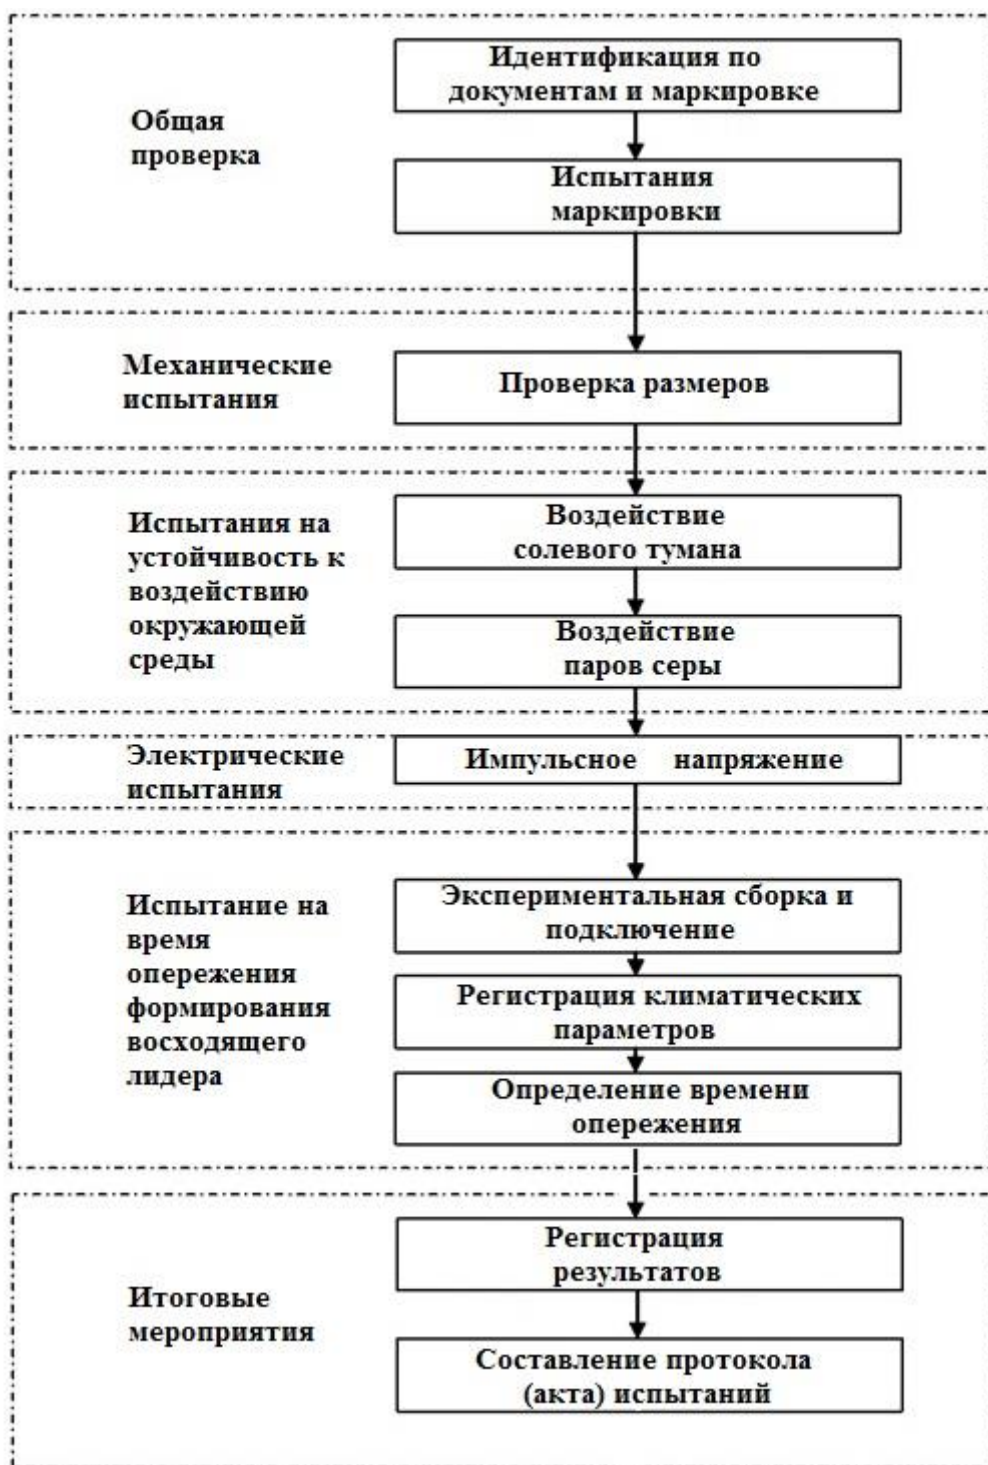 Общая
проверка
Идентификация по
документам и маркировке
Испытания
маркировки
Механические
испытания
Проверка размеров
Испытания на
устойчивость к
воздействию
окружающей
среды
Воздействие
солевого тумана
Воздействие
паров серы
Электрические
испытания
Импульсное напряжение
Испытание на
время
опережения
формирования
восходящего
лидера
Экспериментальная сборка и
подключение
Регистрация климатических
параметров
Определение времени
опережения
Итоговые
мероприятия
Регистрация
результатов
Составление протокола
(акта) испытаний